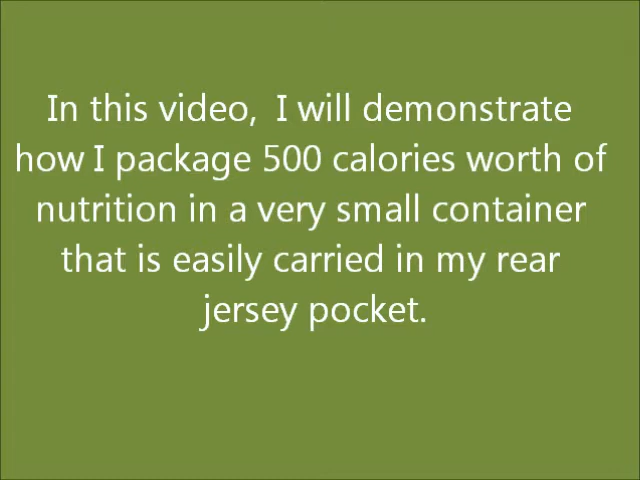 In this video,  I will demonstrate
how I package 500 calories worth of
nutrition in a very small container
that is easily carried in my rear
jersey pocket.